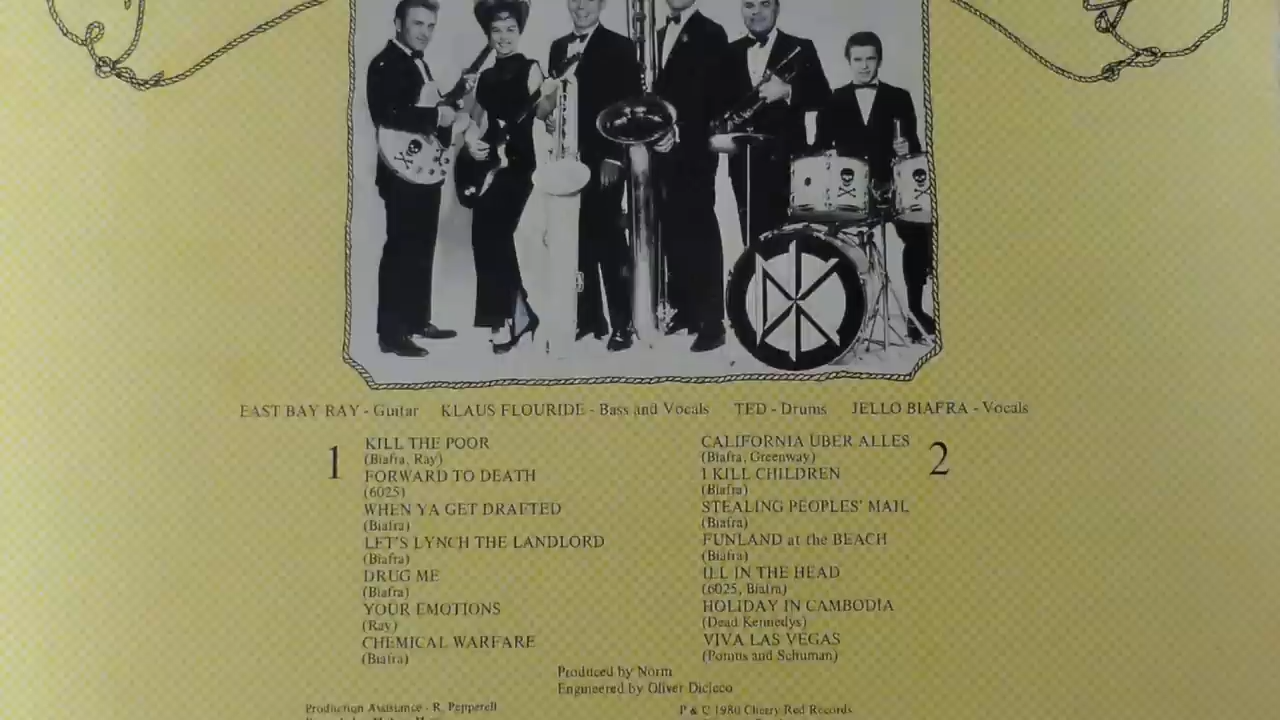 DK
EAST BAY RAY - Guitar KLAUS FLOURIDE - Bass and Vocals TED - Drums JELLO BIAFRA - Vocals
1
KILL THE POOR
(Biafra, Ray)
FORWARD TO DEATH
(6025)
WHEN YA GET DRAFTED
(Biafra)
LET'S LYNCH THE LANDLORD
(Biafra)
DRUG ME
(Biafra)
YOUR EMOTIONS
(Ray)
CHEMICAL WARFARE
(Biafra)
2
CALIFORNIA UBER ALLES
(Biafra, Greenway)
I KILL CHILDREN
(Biafra)
STEALING PEOPLES' MAIL
(Biafra)
FUNLAND at the BEACH
(Biafra)
ILL IN THE HEAD
(6025, Biafra)
HOLIDAY IN CAMBODIA
(Dead Kennedys)
VIVA LAS VEGAS
(Pomus and Schuman)
Produced by Norm
Engineered by Oliver Dicicco
Production Assistance - R. Pepperell
P & C 1980 Cherry Red Records